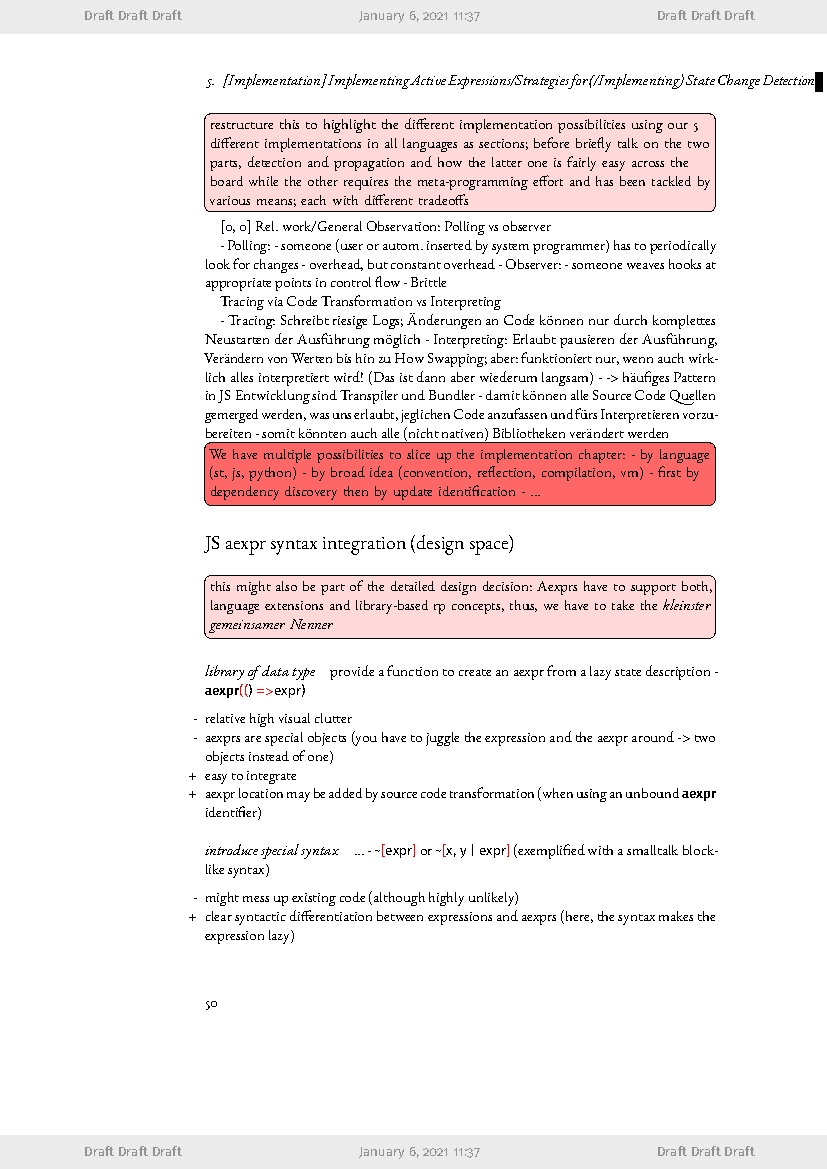 Draft Draft Draft January 6, 2021 11:37 Draft Draft Draft
5. [Implementation] Implementing Active Expressions/Strategies for (/Implementing) State Change Detection
restructure this to highlight the different implementation possibilities using our 5
different implementations in all languages as sections; before briefly talk on the two
parts, detection and propagation and how the latter one is fairly easy across the
board while the other requires the meta-programming effort and has been tackled by
various means; each with different tradeoffs
[0, 0] Rel. work/General Observation: Polling vs observer
- Polling: - someone (user or autom. inserted by system programmer) has to periodically
look for changes - overhead, but constant overhead - Observer: - someone weaves hooks at
appropriate points in control flow - Brittle
Tracing via Code Transformation vs Interpreting
- Tracing: Schreibt riesige Logs; Änderungen an Code können nur durch komplettes
Neustarten der Ausführung möglich - Interpreting: Erlaubt pausieren der Ausführung,
Verändern von Werten bis hin zu How Swapping; aber: funktioniert nur, wenn auch wirk-
lich alles interpretiert wird! (Das ist dann aber wiederum langsam) - -> häufiges Pattern
in JS Entwicklung sind Transpiler und Bundler - damit können alle Source Code Quellen
gemerged werden, was uns erlaubt, jeglichen Code anzufassen und fürs Interpretieren vorzu-
bereiten - somit könnten auch alle (nicht nativen) Bibliotheken verändert werden
We have multiple possibilities to slice up the implementation chapter: - by language
(st, js, python) - by broad idea (convention, reflection, compilation, vm) - first by
dependency discovery then by update identification - ...
JS aexpr syntax integration (design space)
this might also be part of the detailed design decision: Aexprs have to support both,
language extensions and library-based rp concepts, thus, we have to take the kleinster
gemeinsamer Nenner
library of data type provide a function to create an aexpr from a lazy state description -
aexpr(() =>expr)
- relative high visual clutter
- aexprs are special objects (you have to juggle the expression and the aexpr around -> two
objects instead of one)
+ easy to integrate
+ aexpr location may be added by source code transformation (when using an unbound aexpr
identifier)
introduce special syntax ... - ~[expr] or ~[x, y | expr] (exemplified with a smalltalk block-
like syntax)
- might mess up existing code (although highly unlikely)
+ clear syntactic differentiation between expressions and aexprs (here, the syntax makes the
expression lazy)
50
Draft Draft Draft January 6, 2021 11:37 Draft Draft Draft